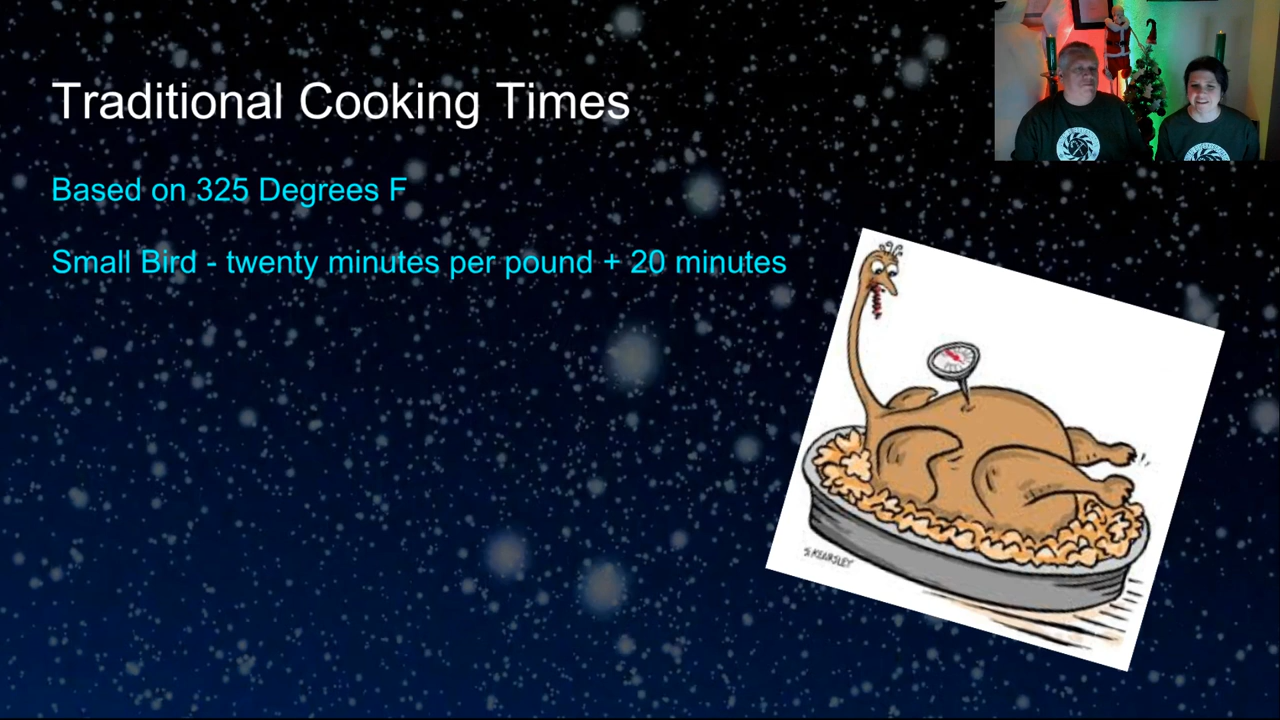 Traditional Cooking Times
Based on 325 Degrees F
Small Bird - twenty minutes per pound + 20 minutes
S. KEARSLEY